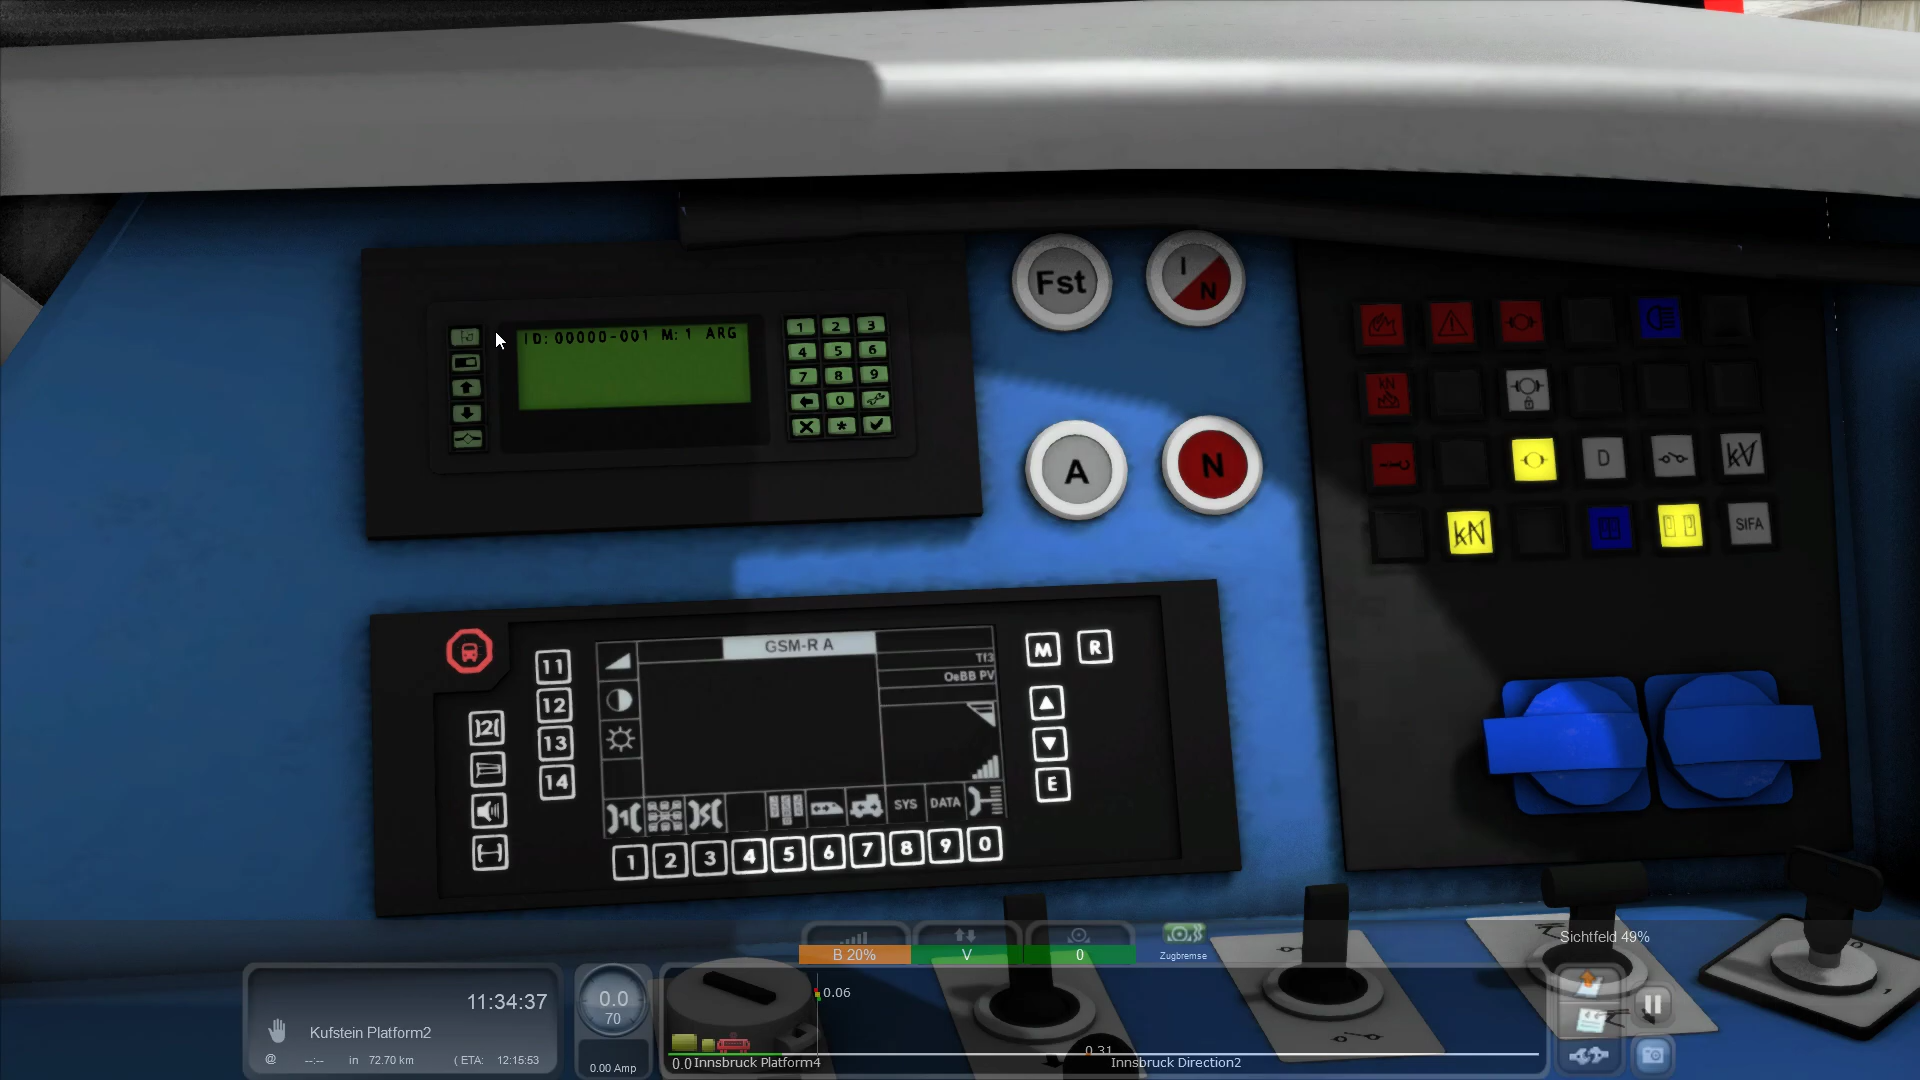 ID:00000-001 M:1 ARG
1 2 3
4 5 6
7 8 9
0
*
Fst
I
N
A
N
kN
D
kV
kN
SIFA
GSM-R A
Tf3
OeBB PV
SYS
DATA
11
12
13
14
M
R
E
1 2 3 4 5 6 7 8 9 0
B 20%
V
0
Zugbremse
Sichtfeld 49%
11:34:37
Kufstein Platform2
@ --:-- in 72.70 km ( ETA: 12:15:53
0.0
70
0.00 Amp
0.06
0.31
0.0 Innsbruck Platform4
Innsbruck Direction2